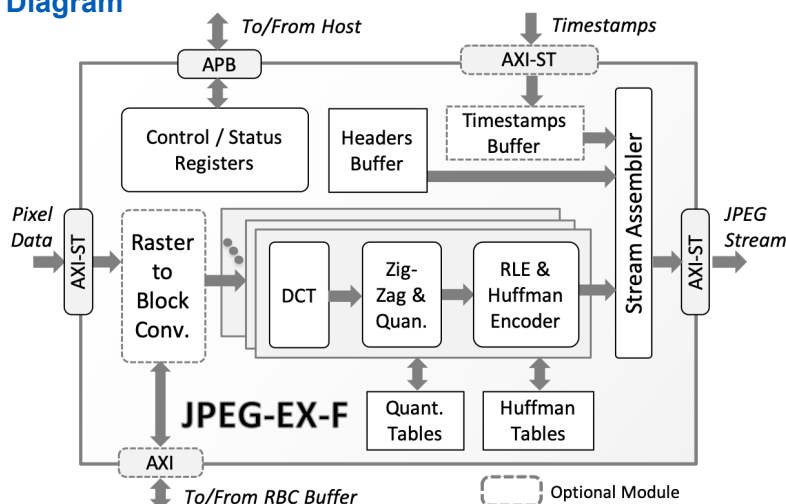 Diagram
To/From Host
Timestamps
APB
AXI-ST
Control / Status
Registers
Headers
Buffer
Timestamps
Buffer
Pixel
Data
AXI-ST
Raster
to
Block
Conv.
DCT
Zig-
Zag &
Quan.
RLE &
Huffman
Encoder
Stream Assembler
AXI-ST
JPEG
Stream
JPEG-EX-F
Quant.
Tables
Huffman
Tables
AXI
To/From RBC Buffer
Optional Module